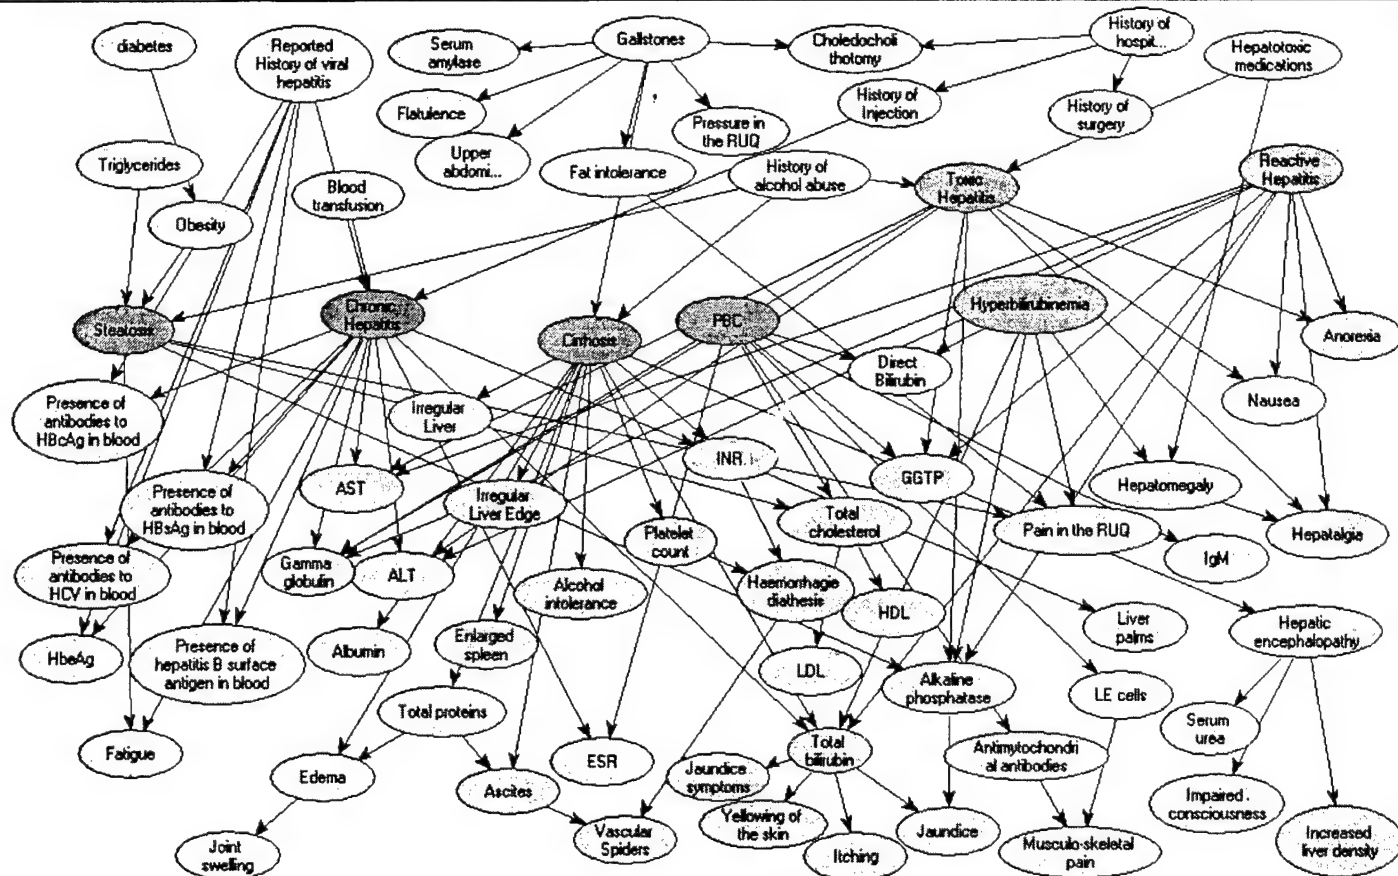 diabetes
Reported
History of viral
hepatitis
Serum
amylase
Gallstones
Choledocholi
thotomy
History of
hospit...
Hepatotoxic
medications
Flatulence
Upper
abdomi...
Pressure in
the RUQ
History of
Injection
History of
surgery
Triglycerides
Obesity
Blood
transfusion
Fat intolerance
History of
alcohol abuse
Toxic
Hepatitis
Reactive
Hepatitis
Steatosis
Chronic
Hepatitis
Cirrhosis
PBC
Hyperbilirubinemia
Anorexia
Direct
Bilirubin
Nausea
Presence of
antibodies to
HBcAg in blood
Irregular
Liver
INR
GGTP
Hepatomegaly
AST
Irregular
Liver Edge
Presence of
antibodies to
HBsAg in blood
Platelet
count
Total
cholesterol
Pain in the RUQ
Hepatalgia
IgM
Presence of
antibodies to
HCV in blood
Gamma
globulin
ALT
Alcohol
intolerance
Haemorrhagie
diathesis
HDL
Liver
palms
Hepatic
encephalopathy
HbeAg
Presence of
hepatitis B surface
antigen in blood
Albumin
Enlarged
spleen
LDL
Alkaline
phosphatase
LE cells
Total proteins
Serum
urea
Fatigue
Edema
Ascites
ESR
Jaundice
symptoms
Total
bilirubin
Antimytochondri
al antibodies
Impaired
consciousness
Joint
swelling
Vascular
Spiders
Yellowing of
the skin
Itching
Jaundice
Musculo-skeletal
pain
Increased
liver density